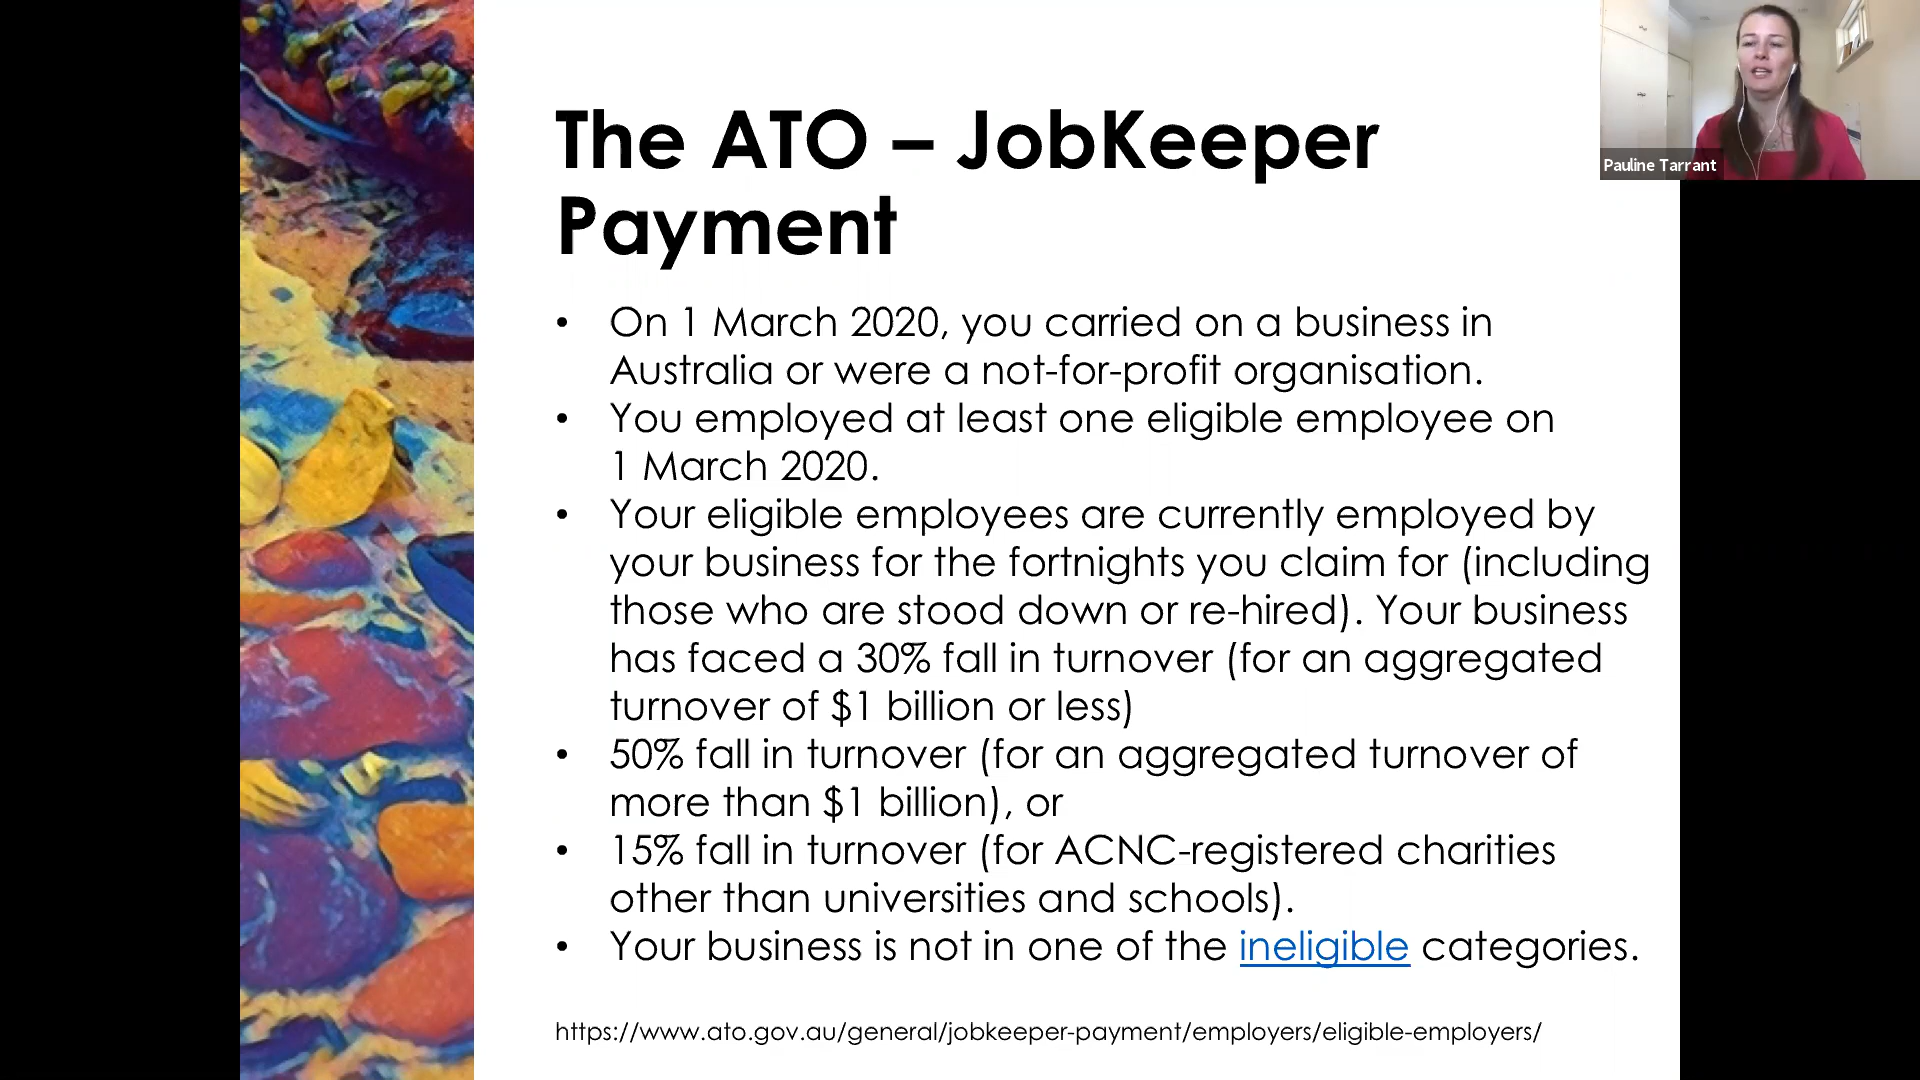 The ATO – JobKeeper
Payment
Pauline Tarrant
• On 1 March 2020, you carried on a business in
Australia or were a not-for-profit organisation.
• You employed at least one eligible employee on
1 March 2020.
• Your eligible employees are currently employed by
your business for the fortnights you claim for (including
those who are stood down or re-hired). Your business
has faced a 30% fall in turnover (for an aggregated
turnover of $1 billion or less)
• 50% fall in turnover (for an aggregated turnover of
more than $1 billion), or
• 15% fall in turnover (for ACNC-registered charities
other than universities and schools).
• Your business is not in one of the ineligible categories.
https://www.ato.gov.au/general/jobkeeper-payment/employers/eligible-employers/